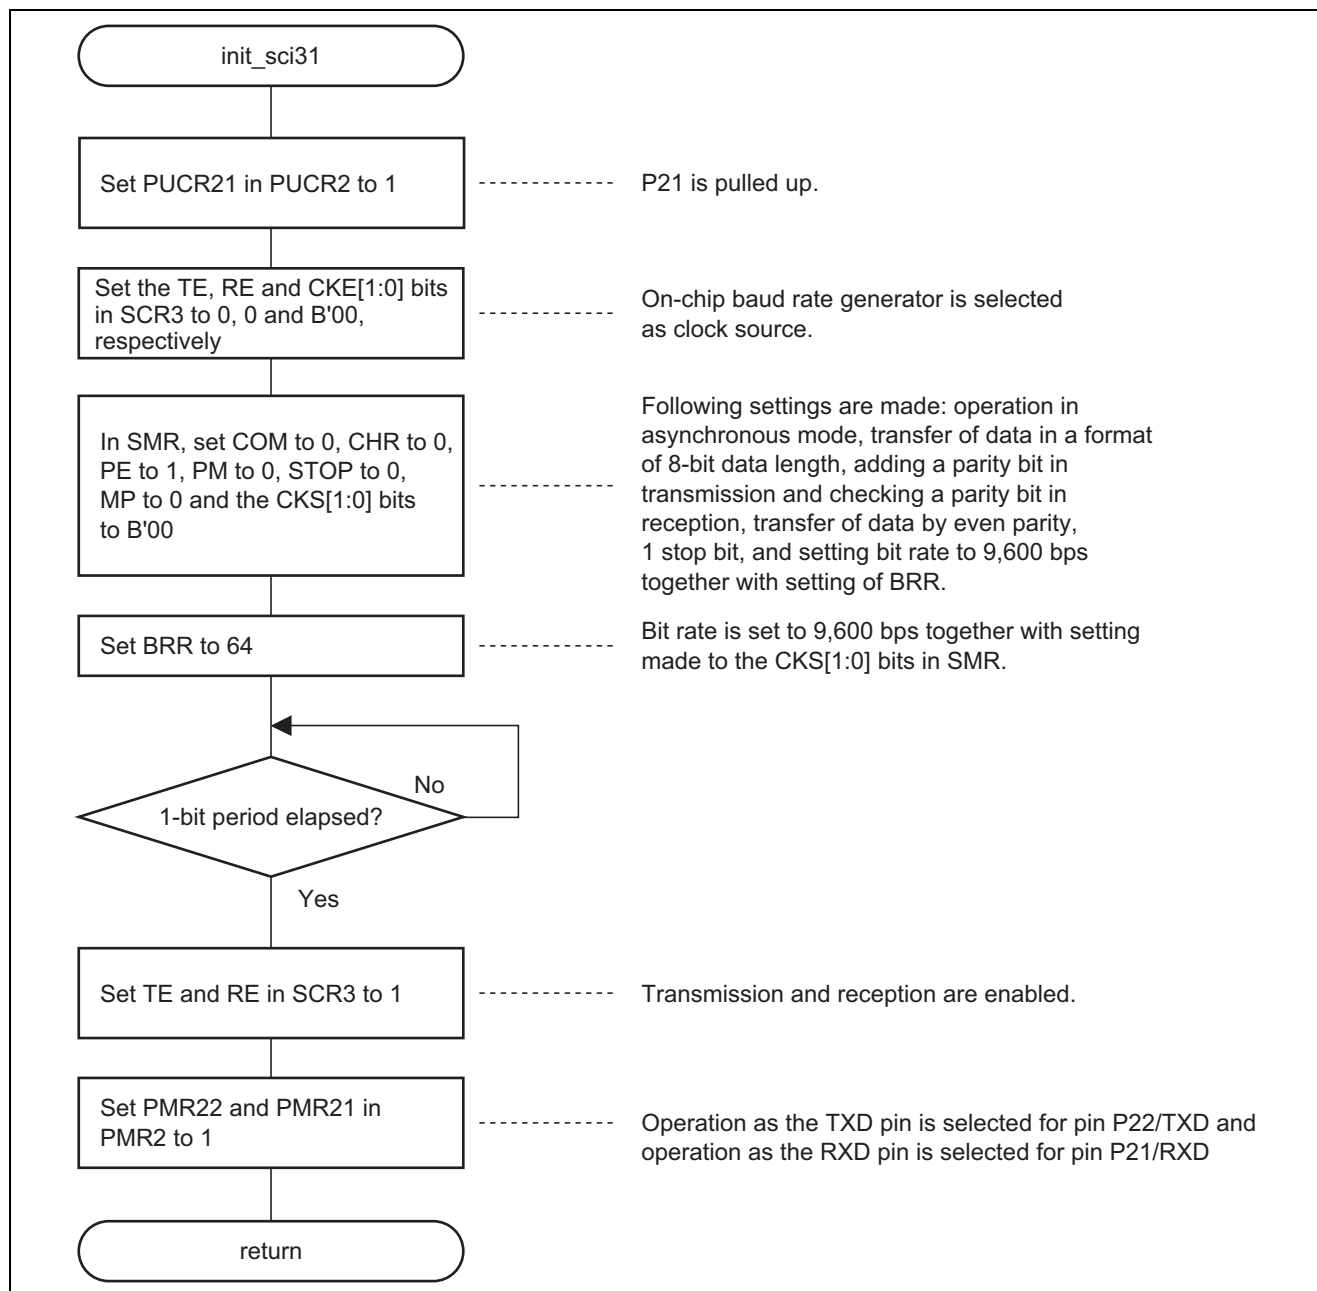 init_sci31
Set PUCR21 in PUCR2 to 1
P21 is pulled up.
Set the TE, RE and CKE[1:0] bits
in SCR3 to 0, 0 and B'00,
respectively
On-chip baud rate generator is selected
as clock source.
In SMR, set COM to 0, CHR to 0,
PE to 1, PM to 0, STOP to 0,
MP to 0 and the CKS[1:0] bits
to B'00
Following settings are made: operation in
asynchronous mode, transfer of data in a format
of 8-bit data length, adding a parity bit in
transmission and checking a parity bit in
reception, transfer of data by even parity,
1 stop bit, and setting bit rate to 9,600 bps
together with setting of BRR.
Set BRR to 64
Bit rate is set to 9,600 bps together with setting
made to the CKS[1:0] bits in SMR.
No
1-bit period elapsed?
Yes
Set TE and RE in SCR3 to 1
Transmission and reception are enabled.
Set PMR22 and PMR21 in
PMR2 to 1
Operation as the TXD pin is selected for pin P22/TXD and
operation as the RXD pin is selected for pin P21/RXD
return